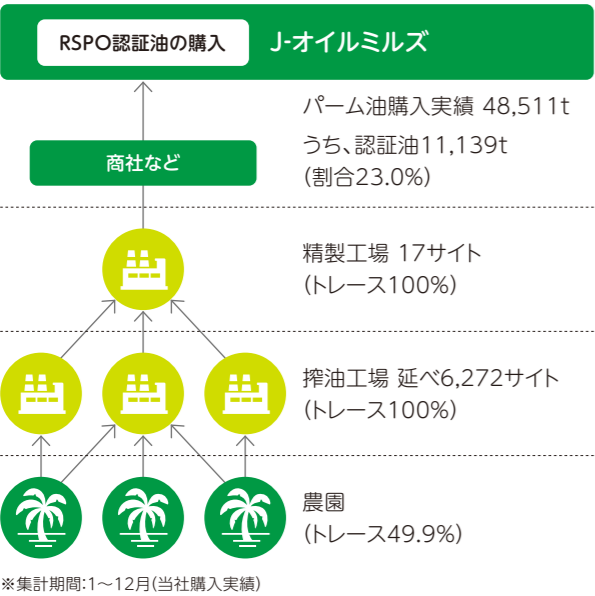 RSPO認証油の購入 J-オイルミルズ
パーム油購入実績 48,511t
うち、認証油11,139t
(割合23.0%)
商社など
精製工場 17サイト
(トレース100%)
搾油工場 延べ6,272サイト
(トレース100%)
農園
(トレース49.9%)
※集計期間:1〜12月(当社購入実績)